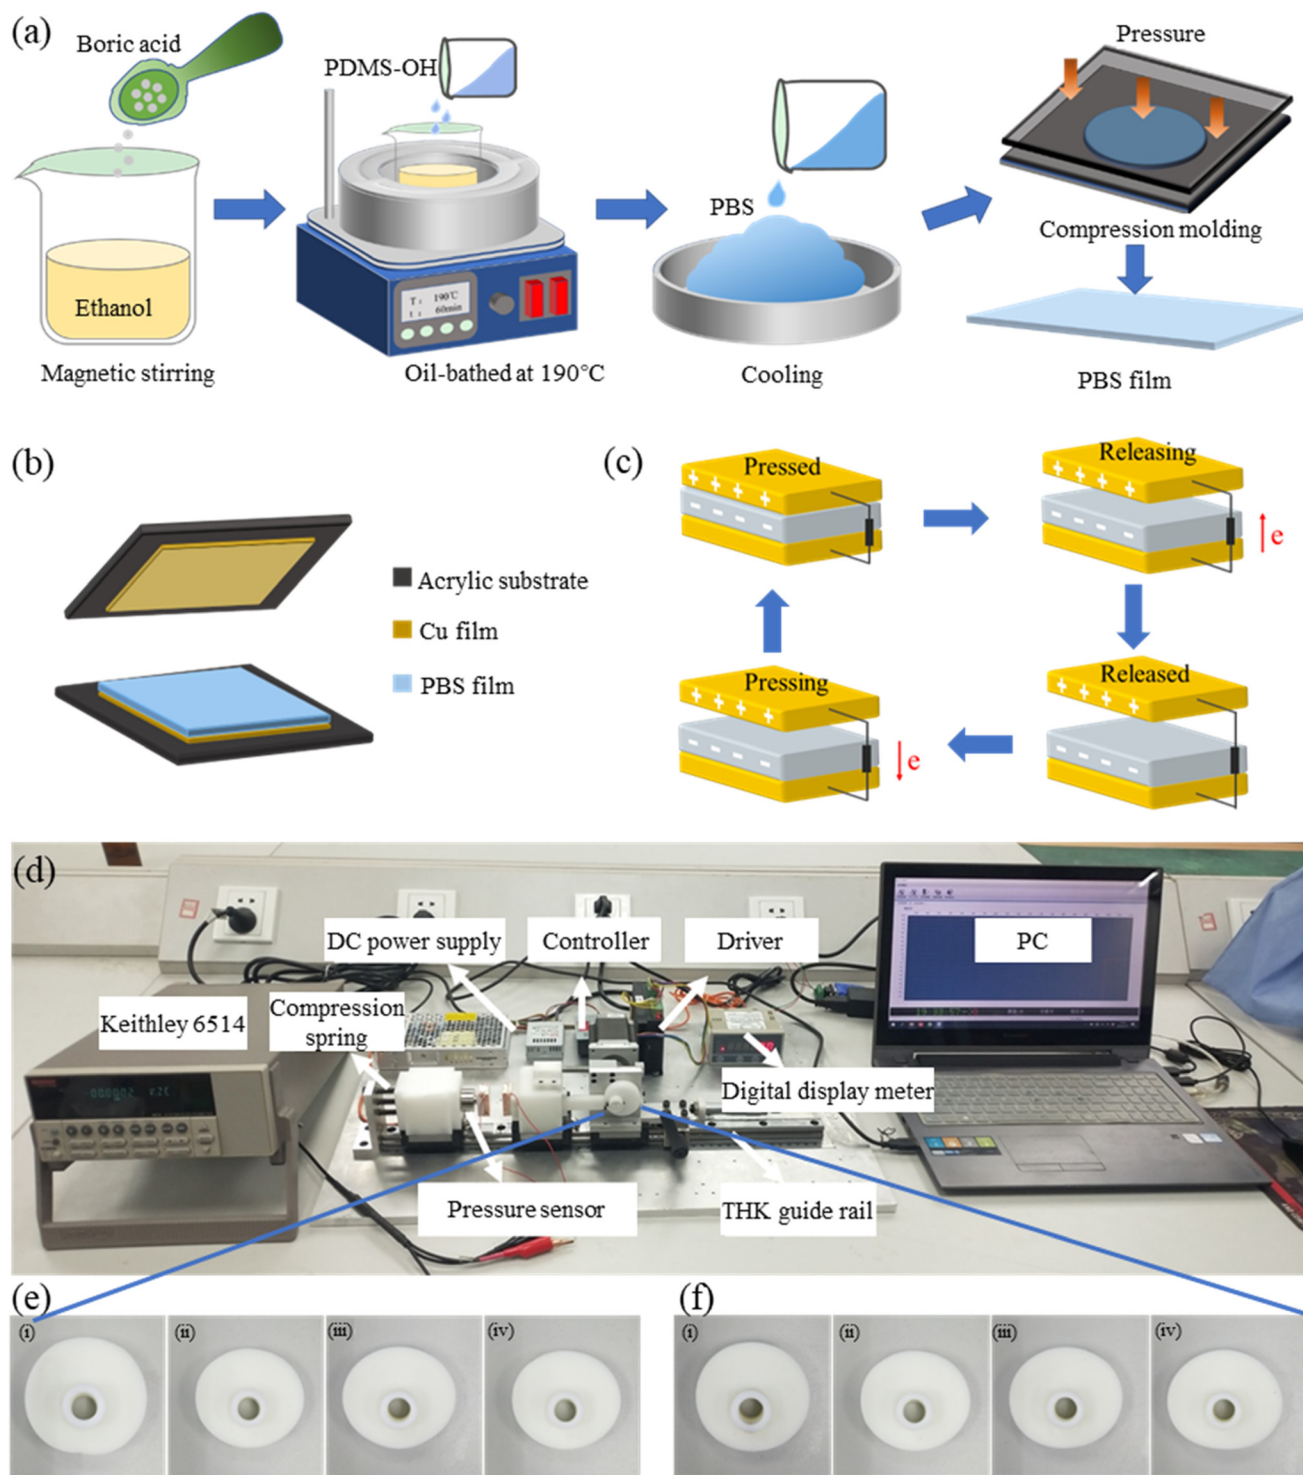 (a)
Boric acid
PDMS-OH
Pressure
PBS
Ethanol
T： 190℃
t： 60min
Compression molding
Magnetic stirring
Oil-bathed at 190°C
Cooling
PBS film
(b)
Acrylic substrate
Cu film
PBS film
(c)
Pressed
Releasing
e
Pressing
Released
e
(d)
DC power supply
Controller
Driver
PC
Keithley 6514
Compression
spring
Digital display meter
Pressure sensor
THK guide rail
(e)
(i)
(ii)
(iii)
(iv)
(f)
(i)
(ii)
(iii)
(iv)